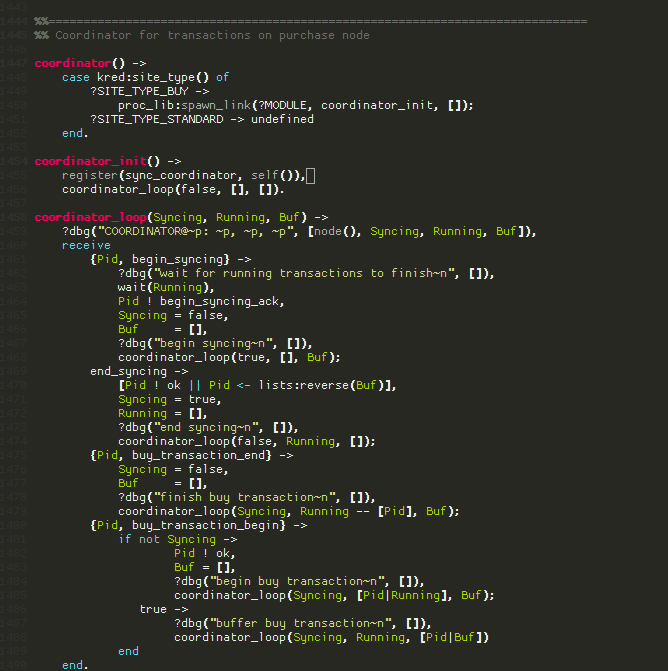 %%=============================================================================
%% Coordinator for transactions on purchase node
coordinator() ->
    case kred:site_type() of
        ?SITE_TYPE_BUY ->
            proc_lib:spawn_link(?MODULE, coordinator_init, []);
        ?SITE_TYPE_STANDARD -> undefined
    end.
coordinator_init() ->
    register(sync_coordinator, self()),
    coordinator_loop(false, [], []).
coordinator_loop(Syncing, Running, Buf) ->
    ?dbg("COORDINATOR@~p: ~p, ~p, ~p", [node(), Syncing, Running, Buf]),
    receive
        {Pid, begin_syncing} ->
            ?dbg("wait for running transactions to finish~n", []),
            wait(Running),
            Pid ! begin_syncing_ack,
            Syncing = false,
            Buf     = [],
            ?dbg("begin syncing~n", []),
            coordinator_loop(true, [], Buf);
        end_syncing ->
            [Pid ! ok || Pid <- lists:reverse(Buf)],
            Syncing = true,
            Running = [],
            ?dbg("end syncing~n", []),
            coordinator_loop(false, Running, []);
        {Pid, buy_transaction_end} ->
            Syncing = false,
            Buf     = [],
            ?dbg("finish buy transaction~n", []),
            coordinator_loop(Syncing, Running -- [Pid], Buf);
        {Pid, buy_transaction_begin} ->
            if not Syncing ->
                    Pid ! ok,
                    Buf = [],
                    ?dbg("begin buy transaction~n", []),
                    coordinator_loop(Syncing, [Pid|Running], Buf);
               true ->
                    ?dbg("buffer buy transaction~n", []),
                    coordinator_loop(Syncing, Running, [Pid|Buf])
            end
    end.